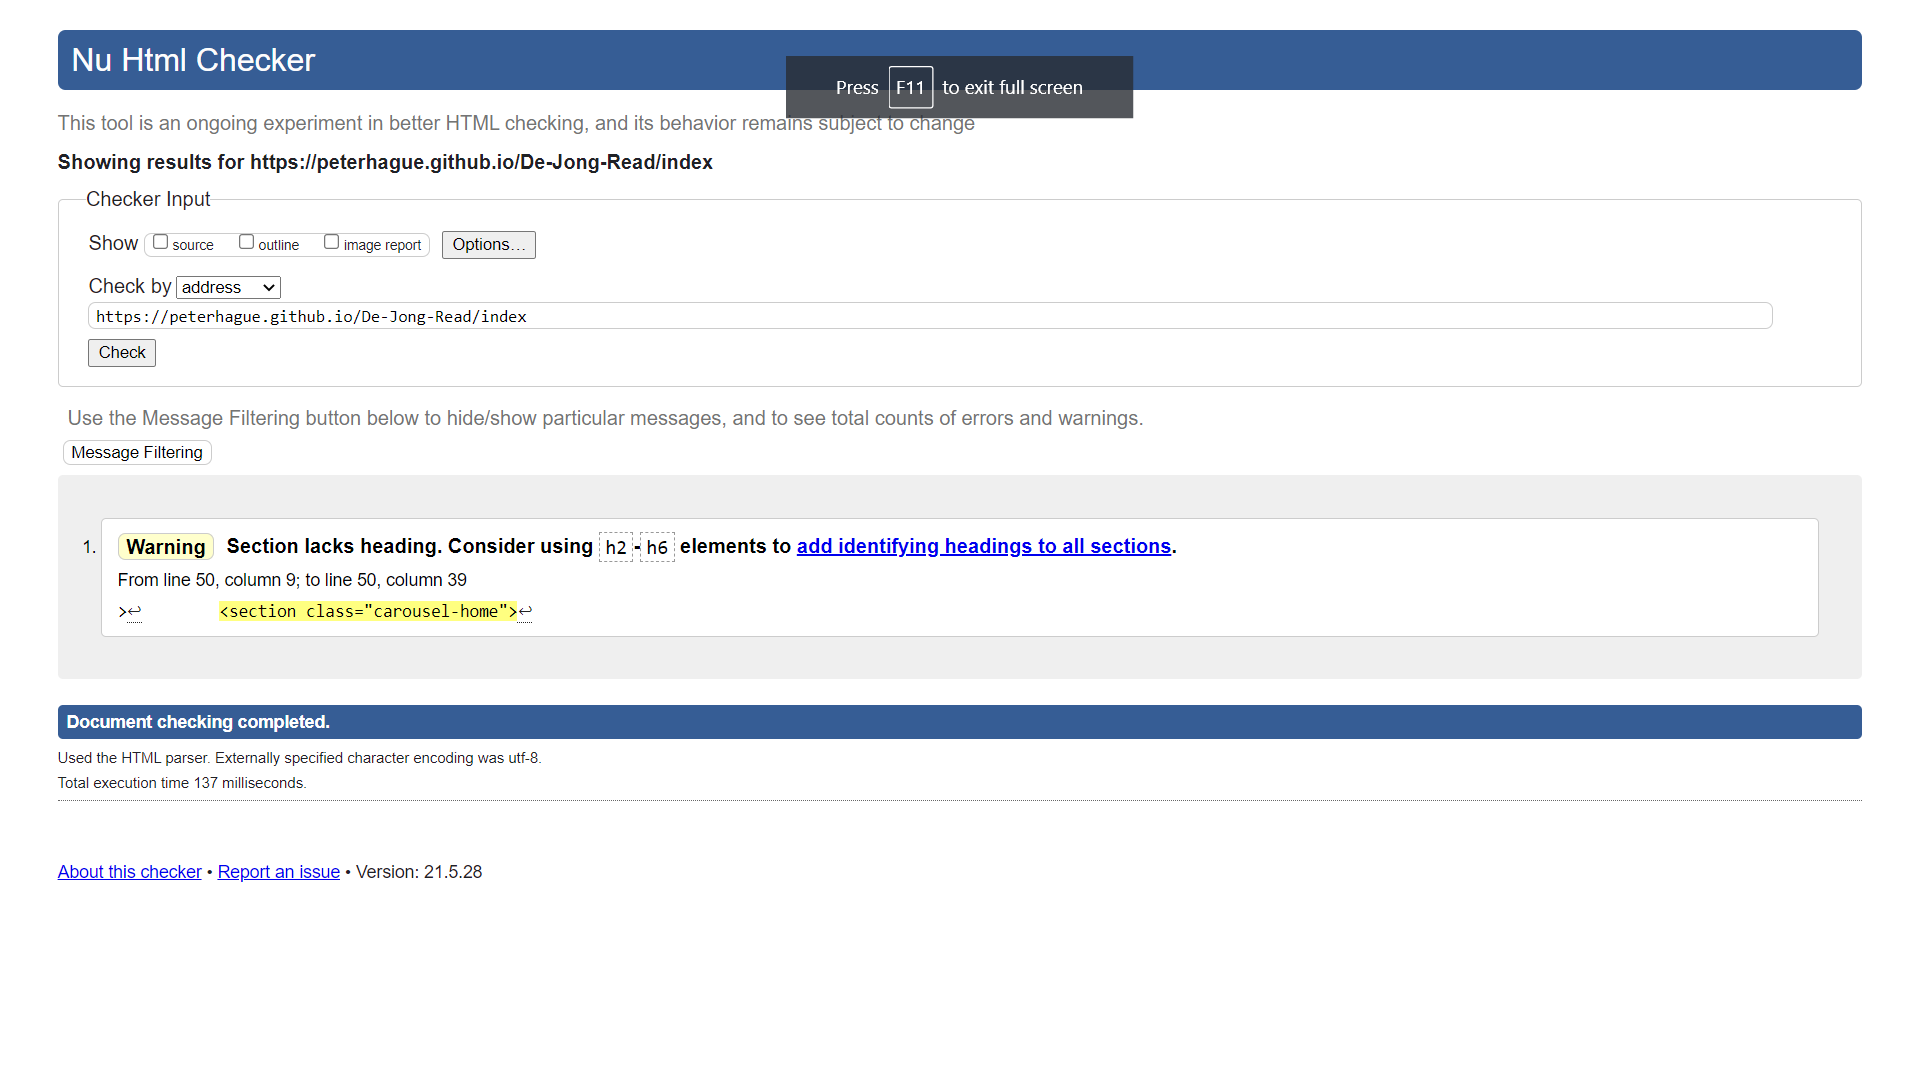 Nu Html Checker
Press F11 to exit full screen
This tool is an ongoing experiment in better HTML checking, and its behavior remains subject to change
Showing results for https://peterhague.github.io/De-Jong-Read/index
Checker Input
Show source outline image report Options…
Check by address
https://peterhague.github.io/De-Jong-Read/index
Check
Use the Message Filtering button below to hide/show particular messages, and to see total counts of errors and warnings.
Message Filtering
1. Warning Section lacks heading. Consider using h2-h6 elements to add identifying headings to all sections.
From line 50, column 9; to line 50, column 39
>↩ <section class="carousel-home">↩
Document checking completed.
Used the HTML parser. Externally specified character encoding was utf-8.
Total execution time 137 milliseconds.
About this checker • Report an issue • Version: 21.5.28